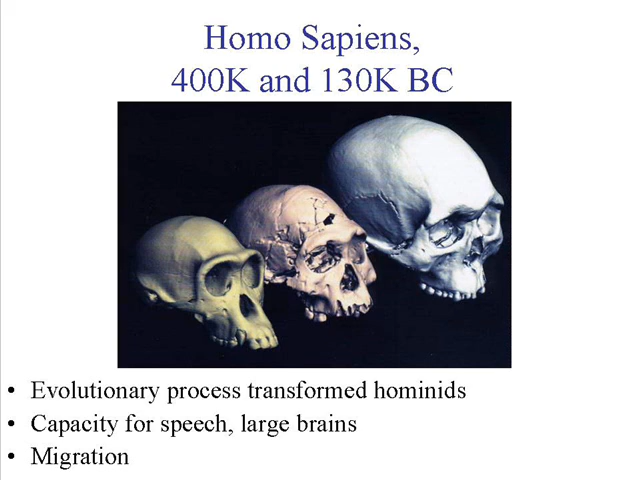 Homo Sapiens,
400K and 130K BC
• Evolutionary process transformed hominids
• Capacity for speech, large brains
• Migration